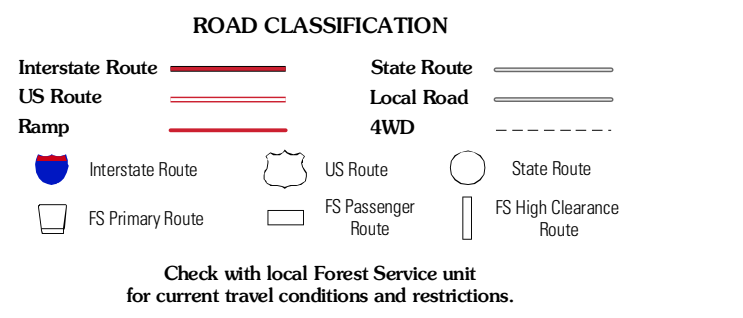 ROAD CLASSIFICATION
Interstate Route
State Route
US Route
Local Road
Ramp
4WD
Interstate Route
US Route
State Route
FS Primary Route
FS Passenger
Route
FS High Clearance
Route
Check with local Forest Service unit
for current travel conditions and restrictions.